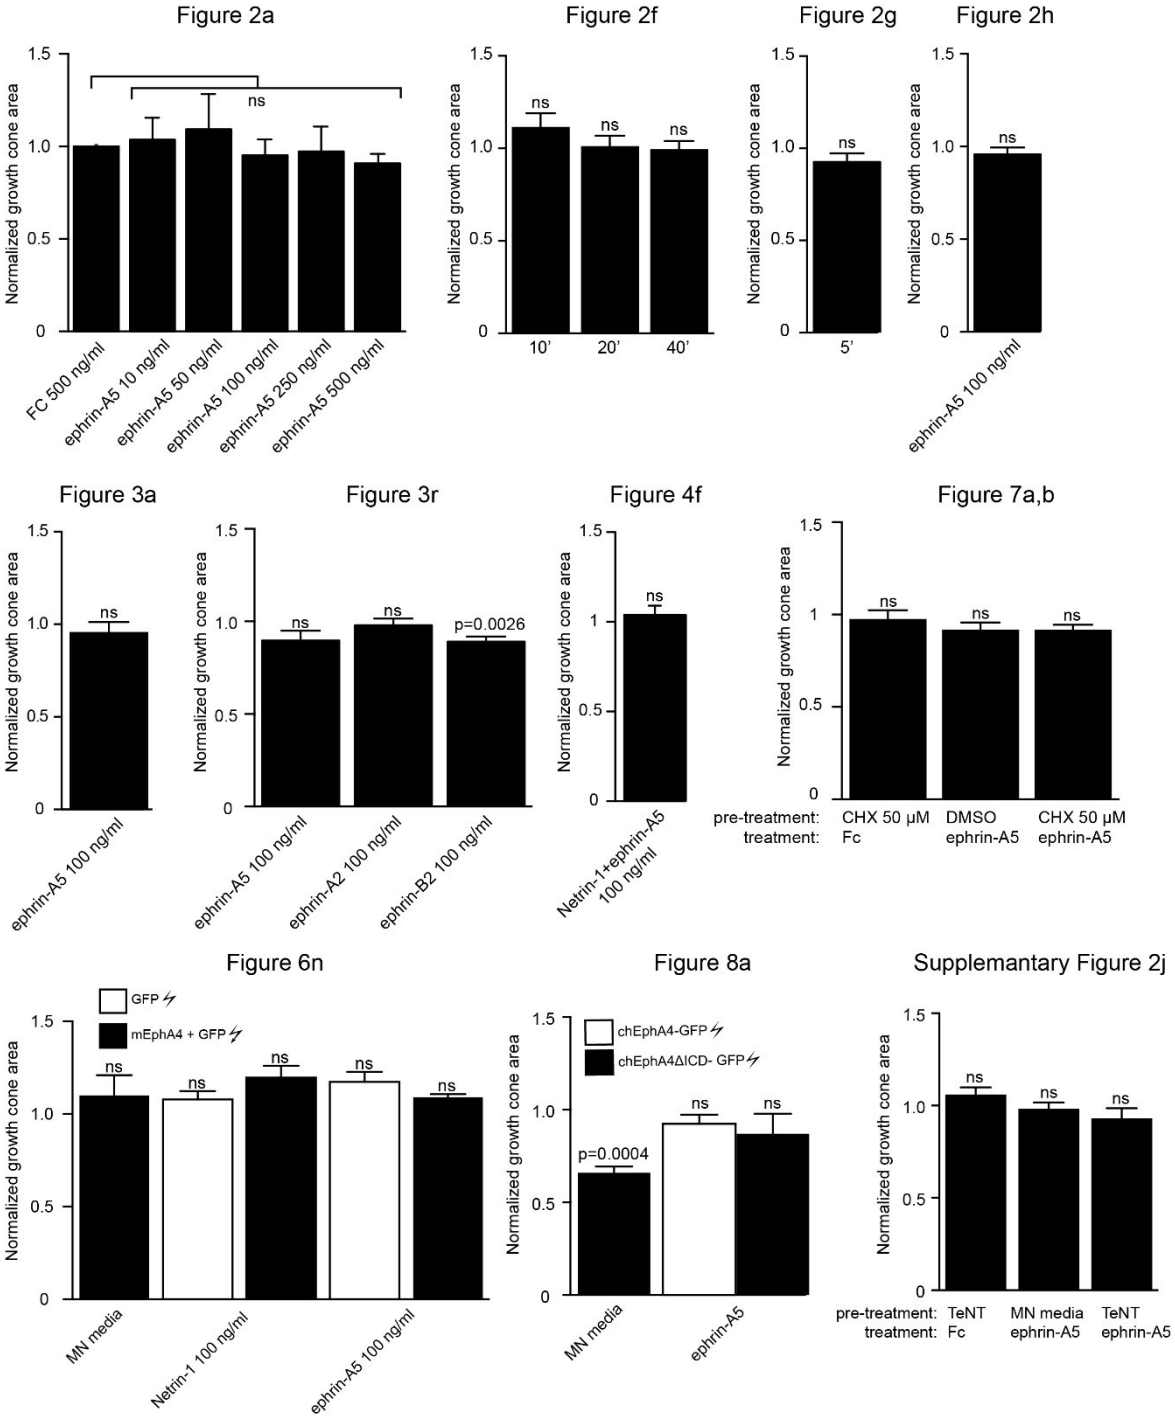 Figure 2a
Normalized growth cone area
1.5
1.0
0.5
0
ns
FC 500 ng/ml
ephrin-A5 10 ng/ml
ephrin-A5 50 ng/ml
ephrin-A5 100 ng/ml
ephrin-A5 250 ng/ml
ephrin-A5 500 ng/ml
Figure 2f
Normalized growth cone area
1.5
1.0
0.5
0
ns
ns
ns
10’
20’
40’
Figure 2g
Normalized growth cone area
1.5
1.0
0.5
0
ns
5’
Figure 2h
Normalized growth cone area
1.5
1.0
0.5
0
ns
ephrin-A5 100 ng/ml
Figure 3a
Normalized growth cone area
1.5
1.0
0.5
0
ns
ephrin-A5 100 ng/ml
Figure 3r
Normalized growth cone area
1.5
1.0
0.5
0
ns
ns
p=0.0026
ephrin-A5 100 ng/ml
ephrin-A2 100 ng/ml
ephrin-B2 100 ng/ml
Figure 4f
Normalized growth cone area
1.5
1
0.5
0
ns
Netrin-1+ephrin-A5
100 ng/ml
Figure 7a,b
Normalized growth cone area
1.5
1
0.5
0
ns
ns
ns
pre-treatment: CHX 50 µM DMSO CHX 50 µM
treatment: Fc ephrin-A5 ephrin-A5
Figure 6n
GFP
mEphA4 + GFP
Normalized growth cone area
1.5
1.0
0.5
0
ns
ns
ns
ns
ns
MN media
Netrin-1 100 ng/ml
ephrin-A5 100 ng/ml
Figure 8a
chEphA4-GFP
chEphA4ΔICD- GFP
Normalized growth cone area
1.5
1.0
0.5
0
p=0.0004
ns
ns
MN media
ephrin-A5
Supplemantary Figure 2j
Normalized growth cone area
1.5
1.0
0.5
0
ns
ns
ns
pre-treatment: TeNT MN media TeNT
treatment: Fc ephrin-A5 ephrin-A5